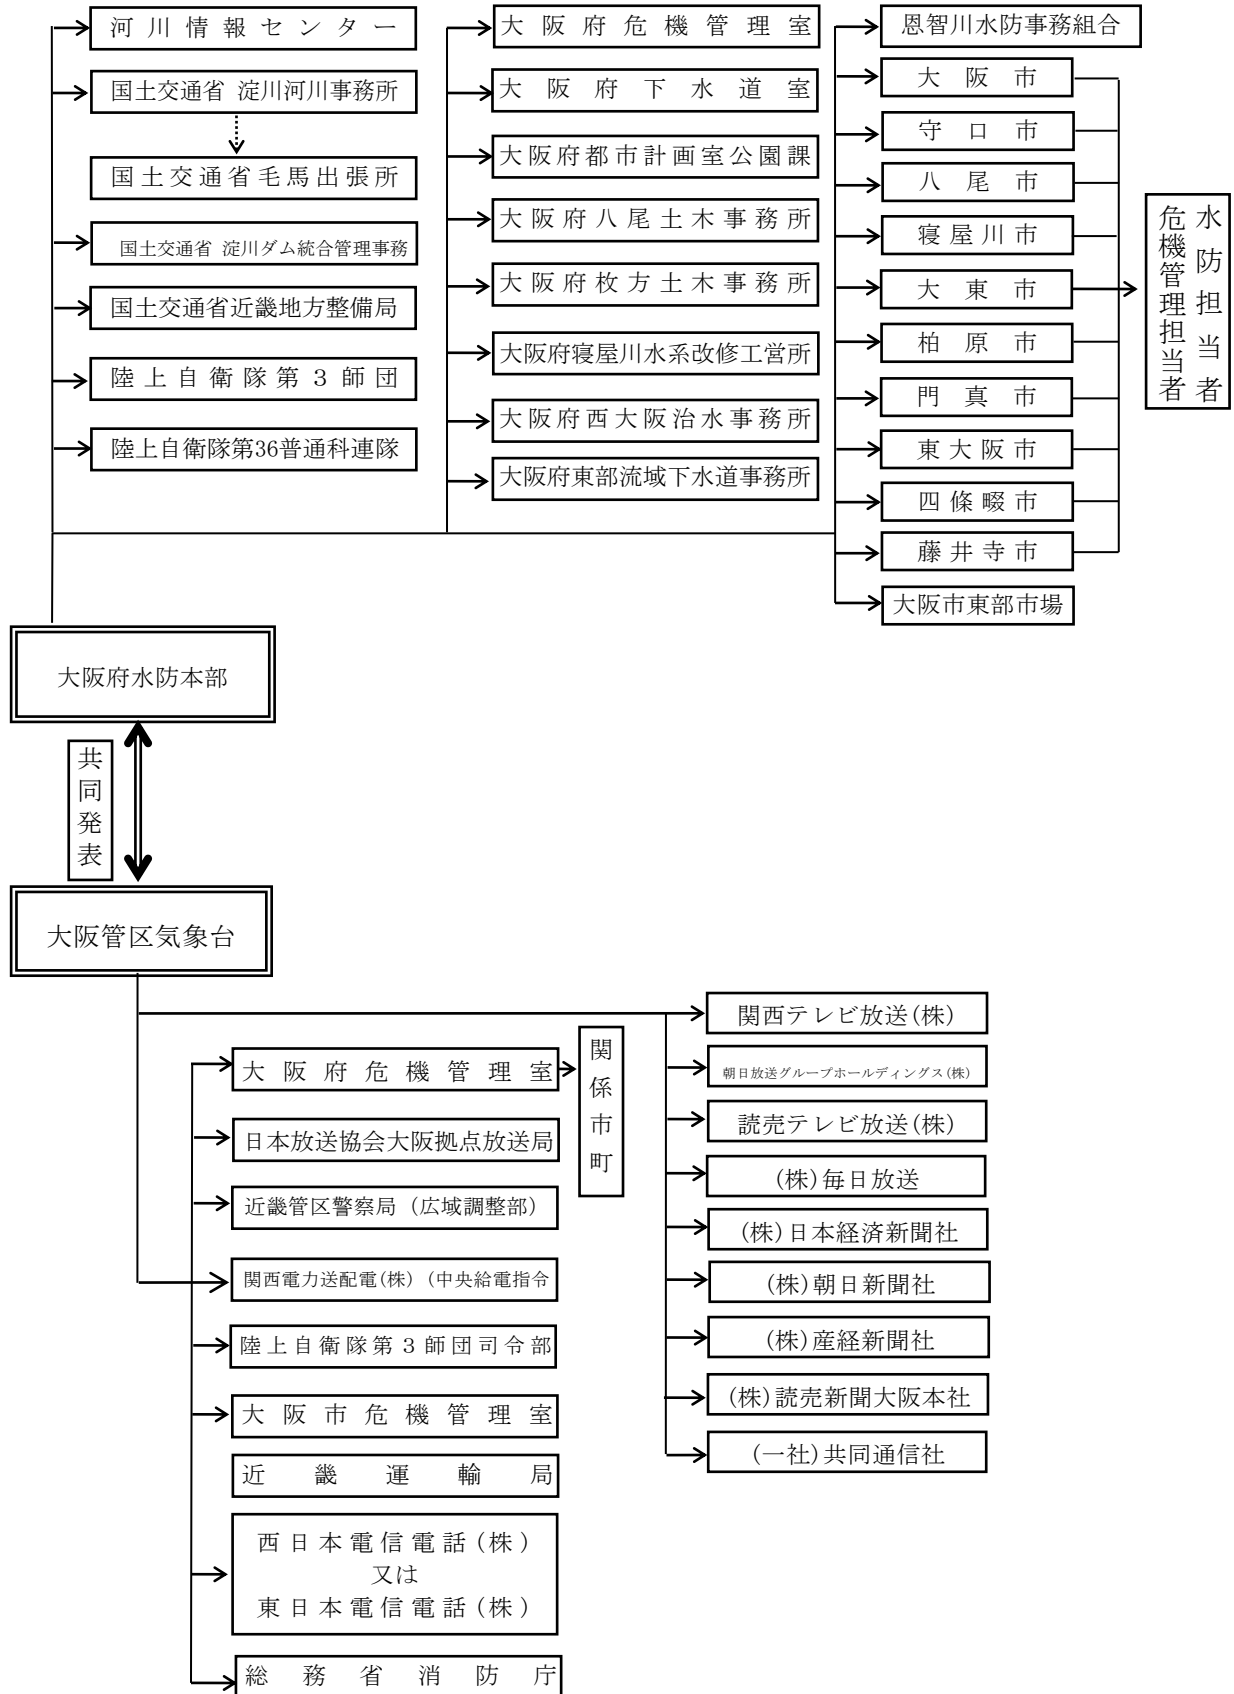 河川情報センター
国土交通省 淀川河川事務所
国土交通省毛馬出張所
国土交通省 淀川ダム統合管理事務
国土交通省近畿地方整備局
陸上自衛隊第３師団
陸上自衛隊第36普通科連隊
大阪府危機管理室
大阪府下水道室
大阪府都市計画室公園課
大阪府八尾土木事務所
大阪府枚方土木事務所
大阪府寝屋川水系改修工営所
大阪府西大阪治水事務所
大阪府東部流域下水道事務所
恩智川水防事務組合
大阪市
守口市
八尾市
寝屋川市
大東市
柏原市
門真市
東大阪市
四條畷市
藤井寺市
大阪市東部市場
水防担当者
危機管理担当者
大阪府水防本部
共同発表
大阪管区気象台
大阪府危機管理室
関係市町
日本放送協会大阪拠点放送局
近畿管区警察局（広域調整部）
関西電力送配電(株)（中央給電指令
陸上自衛隊第３師団司令部
大阪市危機管理室
近畿運輸局
西日本電信電話(株)
又は
東日本電信電話(株)
総務省消防庁
関西テレビ放送(株)
朝日放送グループホールディングス(株)
読売テレビ放送(株)
(株)毎日放送
(株)日本経済新聞社
(株)朝日新聞社
(株)産経新聞社
(株)読売新聞大阪本社
(一社)共同通信社